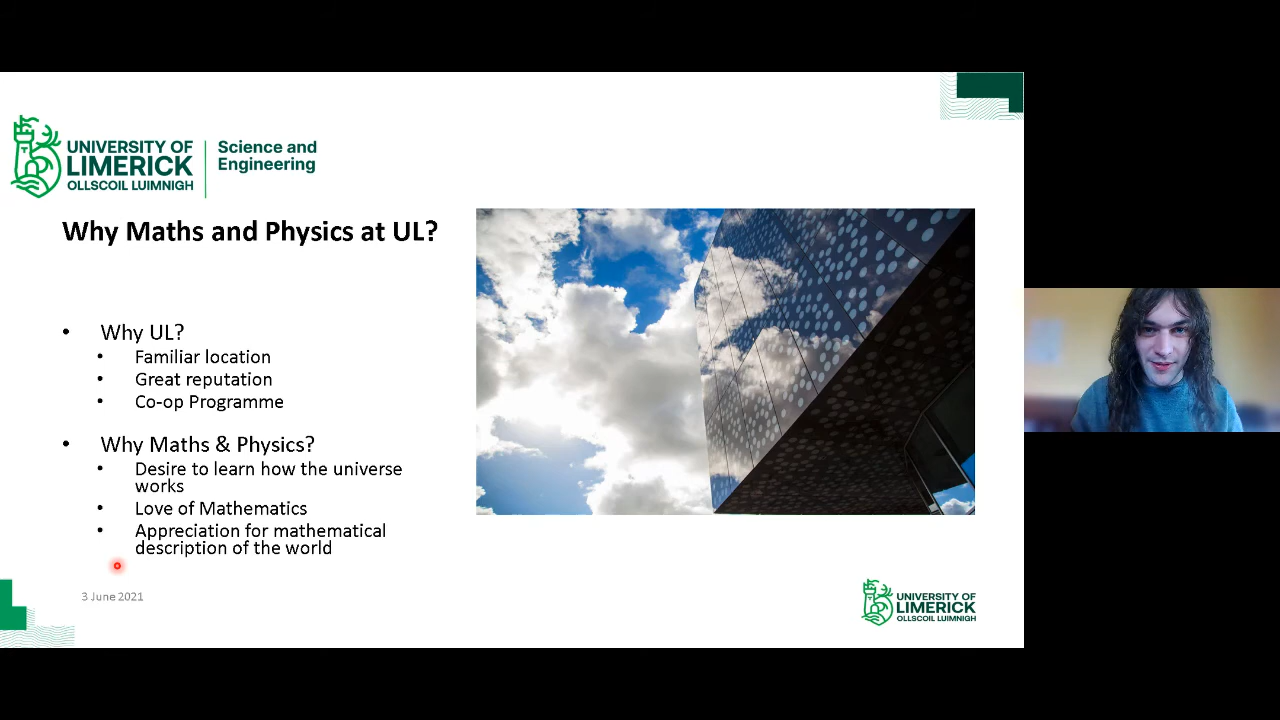 UNIVERSITY OF
LIMERICK
OLLSCOIL LUIMNIGH
Science and
Engineering
Why Maths and Physics at UL?
• Why UL?
• Familiar location
• Great reputation
• Co-op Programme
• Why Maths & Physics?
• Desire to learn how the universe
works
• Love of Mathematics
• Appreciation for mathematical
description of the world
3 June 2021
UNIVERSITY OF
LIMERICK
OLLSCOIL LUIMNIGH